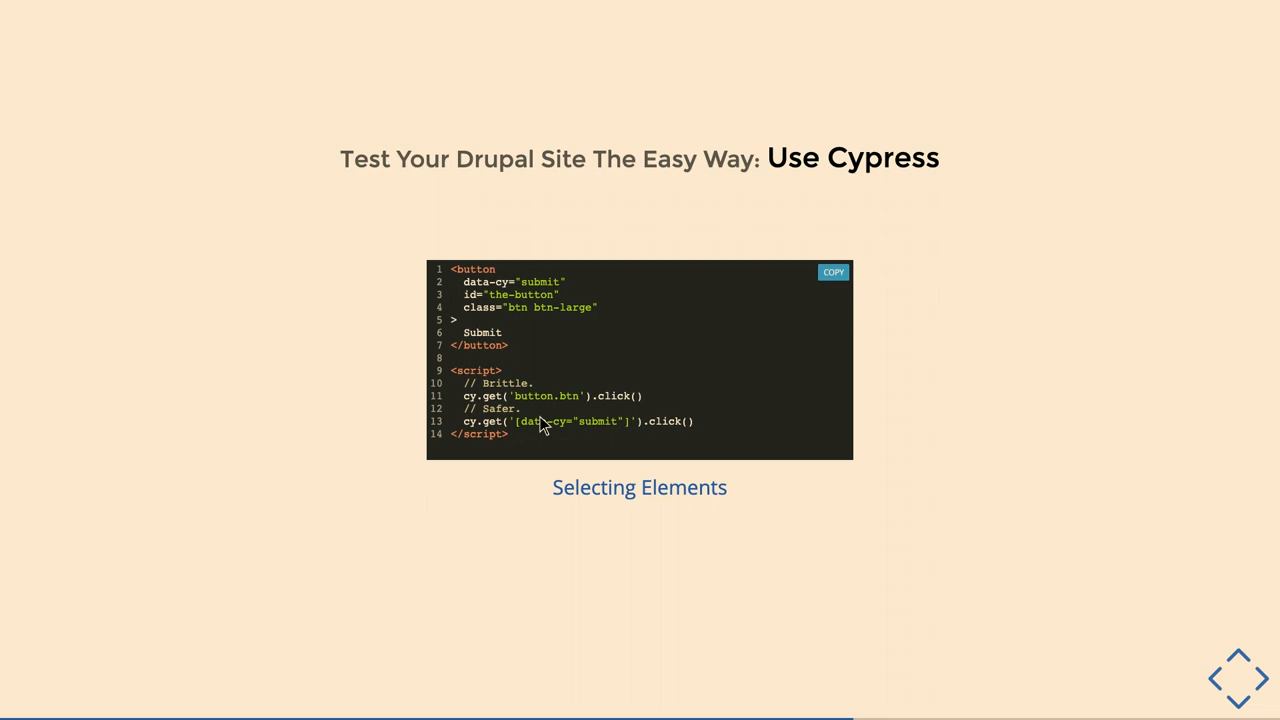 Test Your Drupal Site The Easy Way: Use Cypress
COPY
1 <button
2 data-cy="submit"
3 id="the-button"
4 class="btn btn-large"
5 >
6 Submit
7 </button>
8
9 <script>
10 // Brittle.
11 cy.get('button.btn').click()
12 // Safer.
13 cy.get('[data-cy="submit"]').click()
14 </script>
Selecting Elements